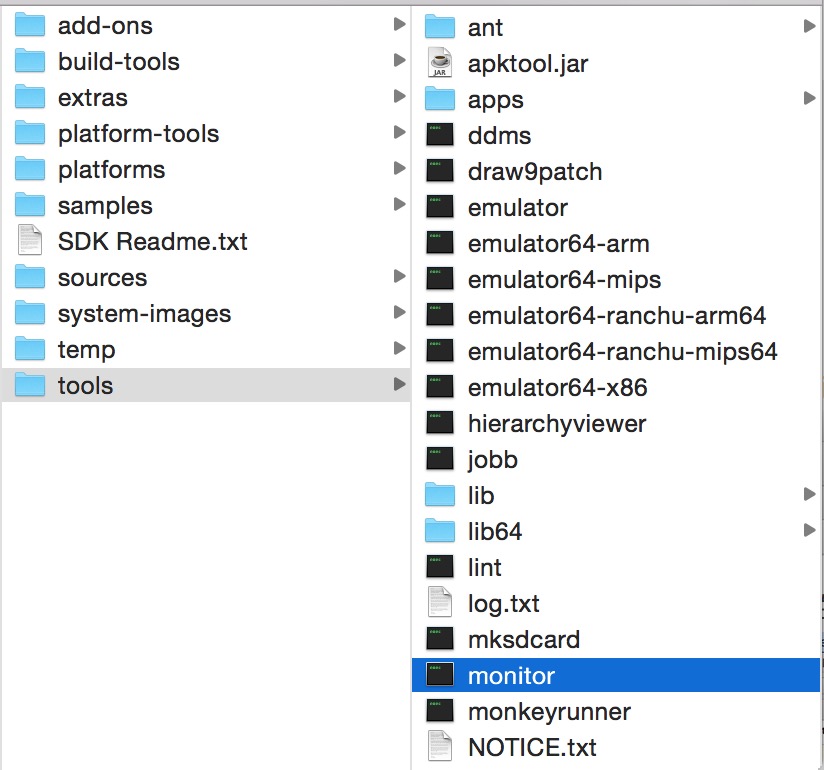 add-ons
build-tools
extras
platform-tools
platforms
samples
SDK Readme.txt
sources
system-images
temp
tools
ant
apktool.jar
JAR
apps
ddms
draw9patch
emulator
emulator64-arm
emulator64-mips
emulator64-ranchu-arm64
emulator64-ranchu-mips64
emulator64-x86
hierarchyviewer
jobb
lib
lib64
lint
log.txt
mksdcard
monitor
monkeyrunner
NOTICE.txt